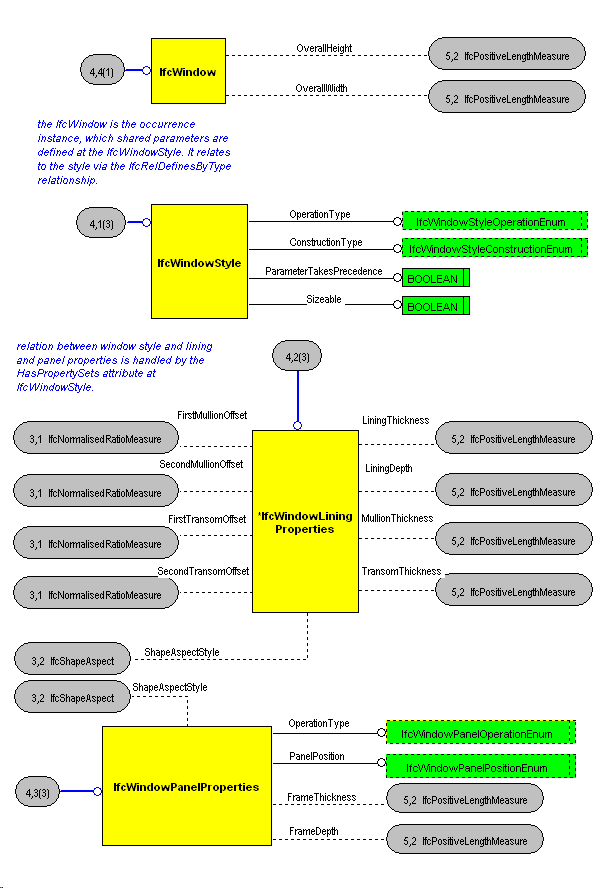 OverallHeight
4,4(1)
IfcWindow
5,2 IfcPositiveLengthMeasure
OverallWidth
5,2 IfcPositiveLengthMeasure
the IfcWindow is the occurrence
instance, which shared parameters are
defined at the IfcWindowStyle. It relates
to the style via the IfcRelDefinesByType
relationship.
4,1(3)
IfcWindowStyle
OperationType
IfcWindowStyleOperationEnum
ConstructionType
IfcWindowStyleConstructionEnum
ParameterTakesPrecedence
BOOLEAN
Sizeable
BOOLEAN
relation between window style and lining
and panel properties is handled by the
HasPropertySets attribute at
IfcWindowStyle.
4,2(3)
FirstMullionOffset
3,1 IfcNormalisedRatioMeasure
SecondMullionOffset
3,1 IfcNormalisedRatioMeasure
FirstTransomOffset
3,1 IfcNormalisedRatioMeasure
SecondTransomOffset
3,1 IfcNormalisedRatioMeasure
*IfcWindowLining
Properties
LiningThickness
5,2 IfcPositiveLengthMeasure
LiningDepth
5,2 IfcPositiveLengthMeasure
MullionThickness
5,2 IfcPositiveLengthMeasure
TransomThickness
5,2 IfcPositiveLengthMeasure
ShapeAspectStyle
3,2 IfcShapeAspect
ShapeAspectStyle
3,2 IfcShapeAspect
4,3(3)
IfcWindowPanelProperties
OperationType
IfcWindowPanelOperationEnum
PanelPosition
IfcWindowPanelPositionEnum
FrameThickness
5,2 IfcPositiveLengthMeasure
FrameDepth
5,2 IfcPositiveLengthMeasure